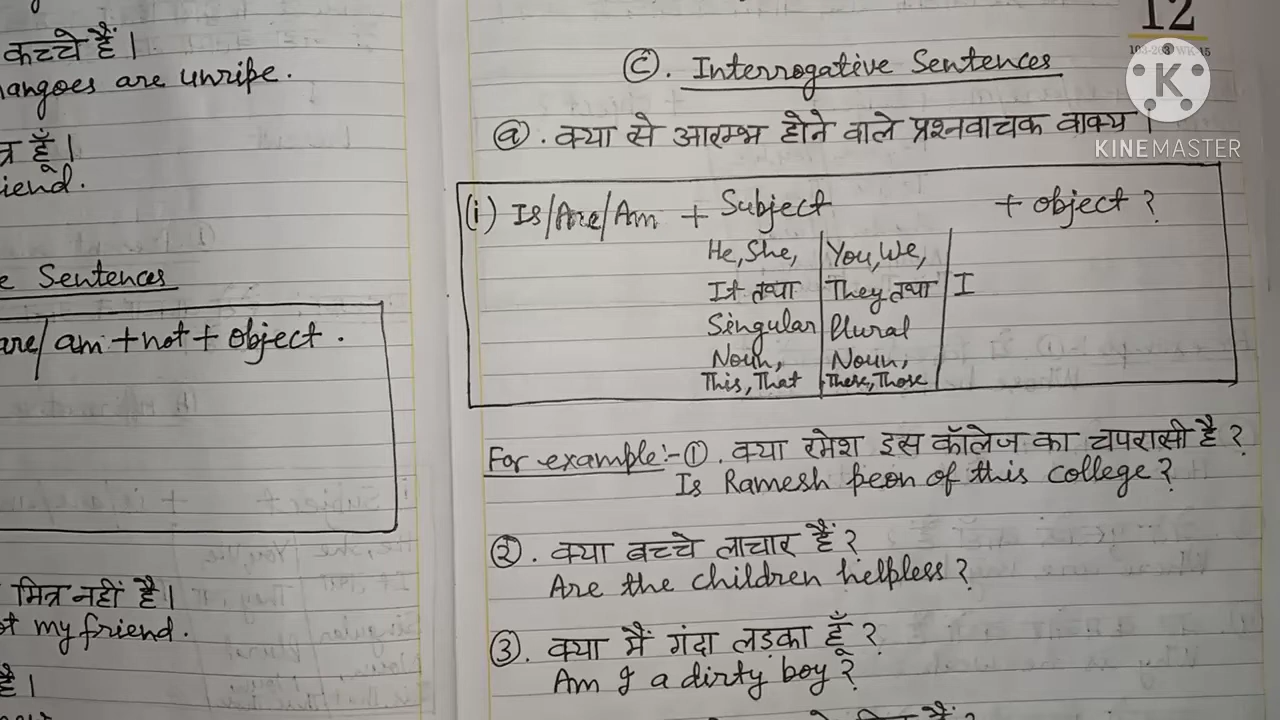 कच्चे हैं।
are unripe.
हूँ।
Sentences
are/ am + not + object.
मित्र नहीं है।
my friend.
है।
12
K
KINEMASTER
Ⓒ. Interrogative Sentences
ⓐ. क्या से आरम्भ होने वाले प्रश्नवाचक वाक्य।
(i) Is/Are/Am + Subject + object ?
He, She, You, We,
It तथा They तथा I
Singular Plural
Noun, Noun,
This, That These, Those
For example:- ①. क्या रमेश इस कॉलेज का चपरासी है ?
Is Ramesh peon of this college ?
②. क्या बच्चे लाचार हैं ?
Are the children helpless ?
③. क्या मैं गंदा लड़का हूँ ?
Am I a dirty boy ?